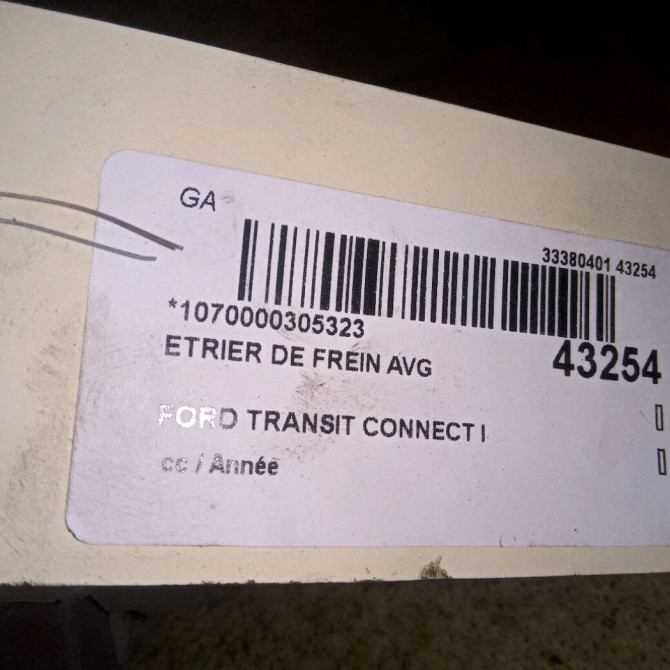 GA
33380401 43254
*1070000305323
43254
ETRIER DE FREIN AVG
FORD TRANSIT CONNECT I
cc / Année